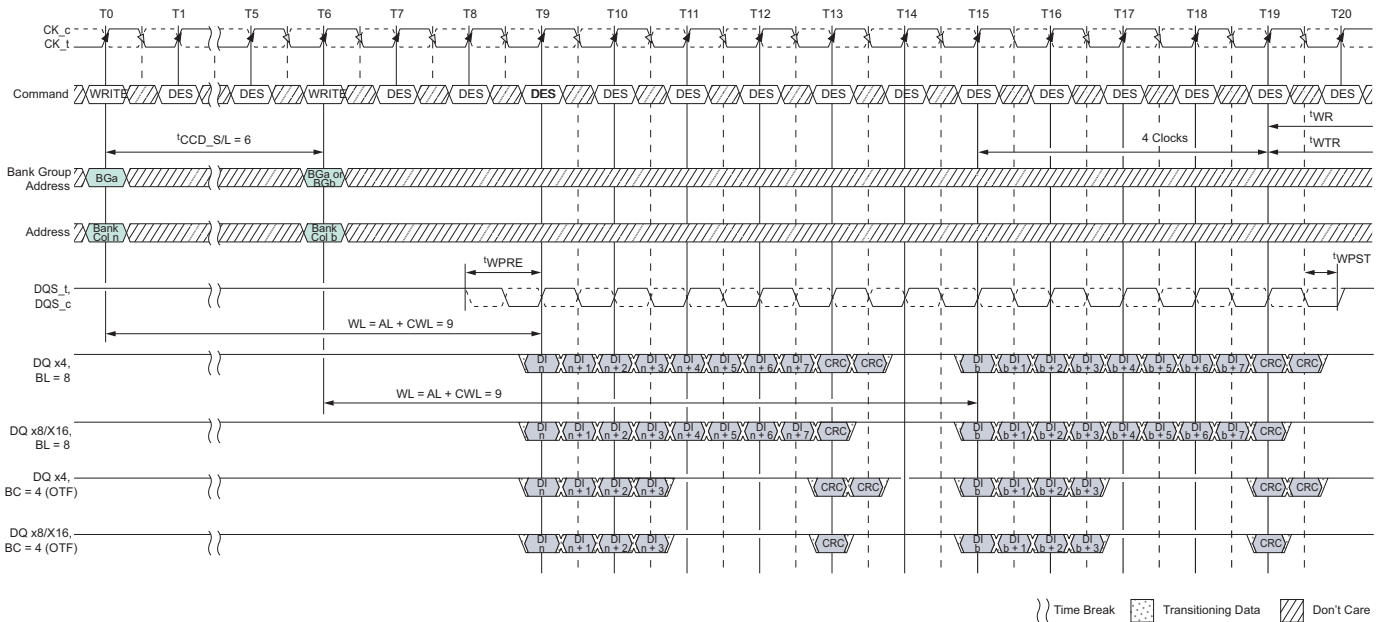 T0 T1 T5 T6 T7 T8 T9 T10 T11 T12 T13 T14 T15 T16 T17 T18 T19 T20
CK_c
CK_t
Command WRITE DES DES WRITE DES DES DES DES DES DES DES DES DES DES DES DES DES DES
tWR
tCCD_S/L = 6 4 Clocks tWTR
Bank Group
Address
BGa
BGa or
BGb
Address
Bank
Col n
Bank
Col b
tWPRE tWPST
DQS_t,
DQS_c
WL = AL + CWL = 9
DQ x4,
BL = 8
DI DI DI DI DI DI DI DI CRC CRC DI DI DI DI DI DI DI DI CRC CRC
n n + 1 n + 2 n + 3 n + 4 n + 5 n + 6 n + 7 b b + 1 b + 2 b + 3 b + 4 b + 5 b + 6 b + 7
WL = AL + CWL = 9
DQ x8/X16,
BL = 8
DI DI DI DI DI DI DI DI CRC DI DI DI DI DI DI DI DI CRC
n n + 1 n + 2 n + 3 n + 4 n + 5 n + 6 n + 7 b b + 1 b + 2 b + 3 b + 4 b + 5 b + 6 b + 7
DQ x4,
BC = 4 (OTF)
DI DI DI DI CRC CRC DI DI DI DI CRC CRC
n n + 1 n + 2 n + 3 b b + 1 b + 2 b + 3
DQ x8/X16,
BC = 4 (OTF)
DI DI DI DI CRC DI DI DI DI CRC
n n + 1 n + 2 n + 3 b b + 1 b + 2 b + 3
Time Break Transitioning Data Don't Care